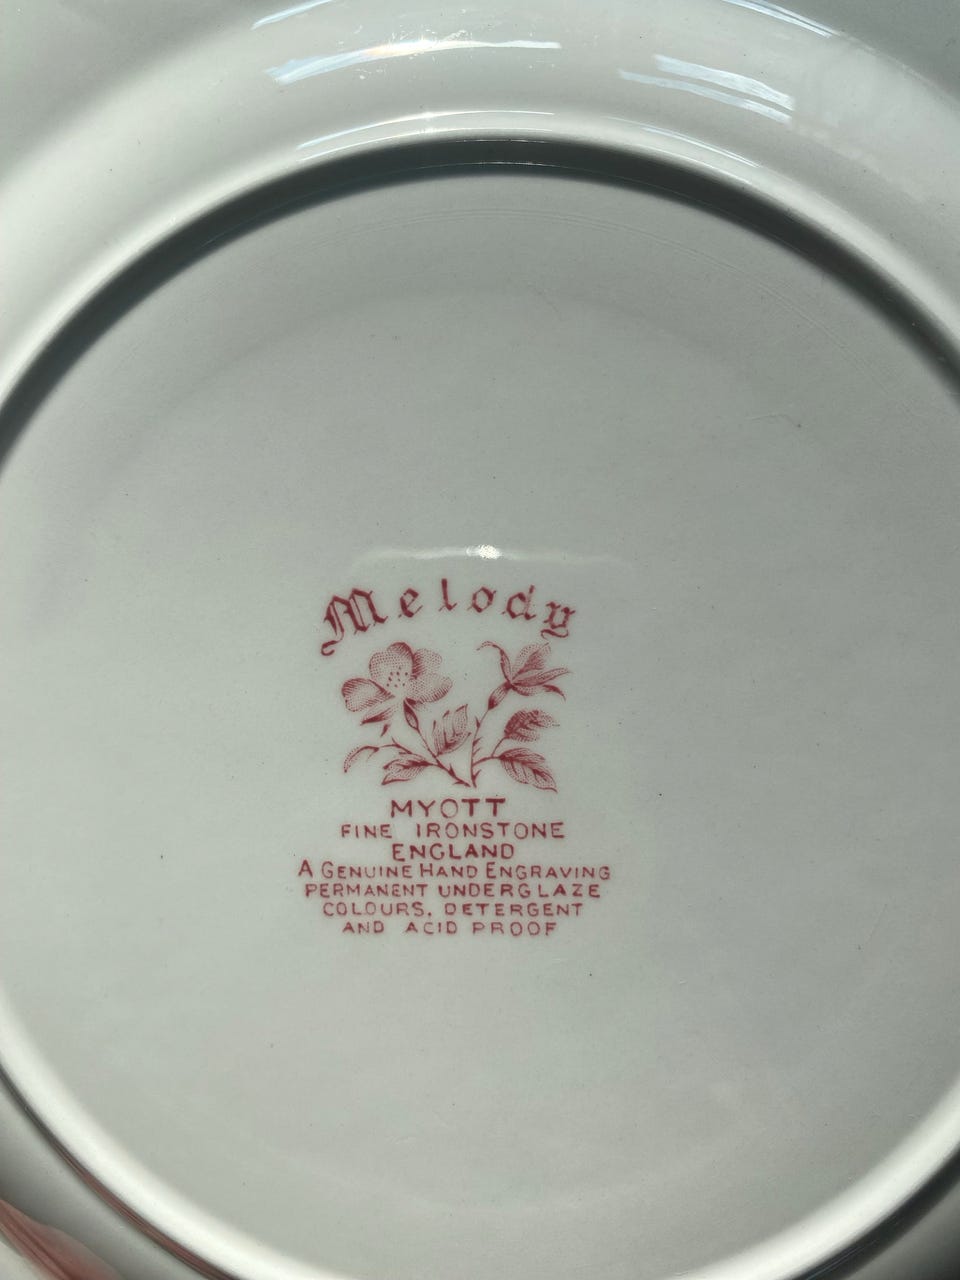 Melody
MYOTT
FINE IRONSTONE
ENGLAND
A GENUINE HAND ENGRAVING
PERMANENT UNDERGLAZE
COLOURS. DETERGENT
AND ACID PROOF